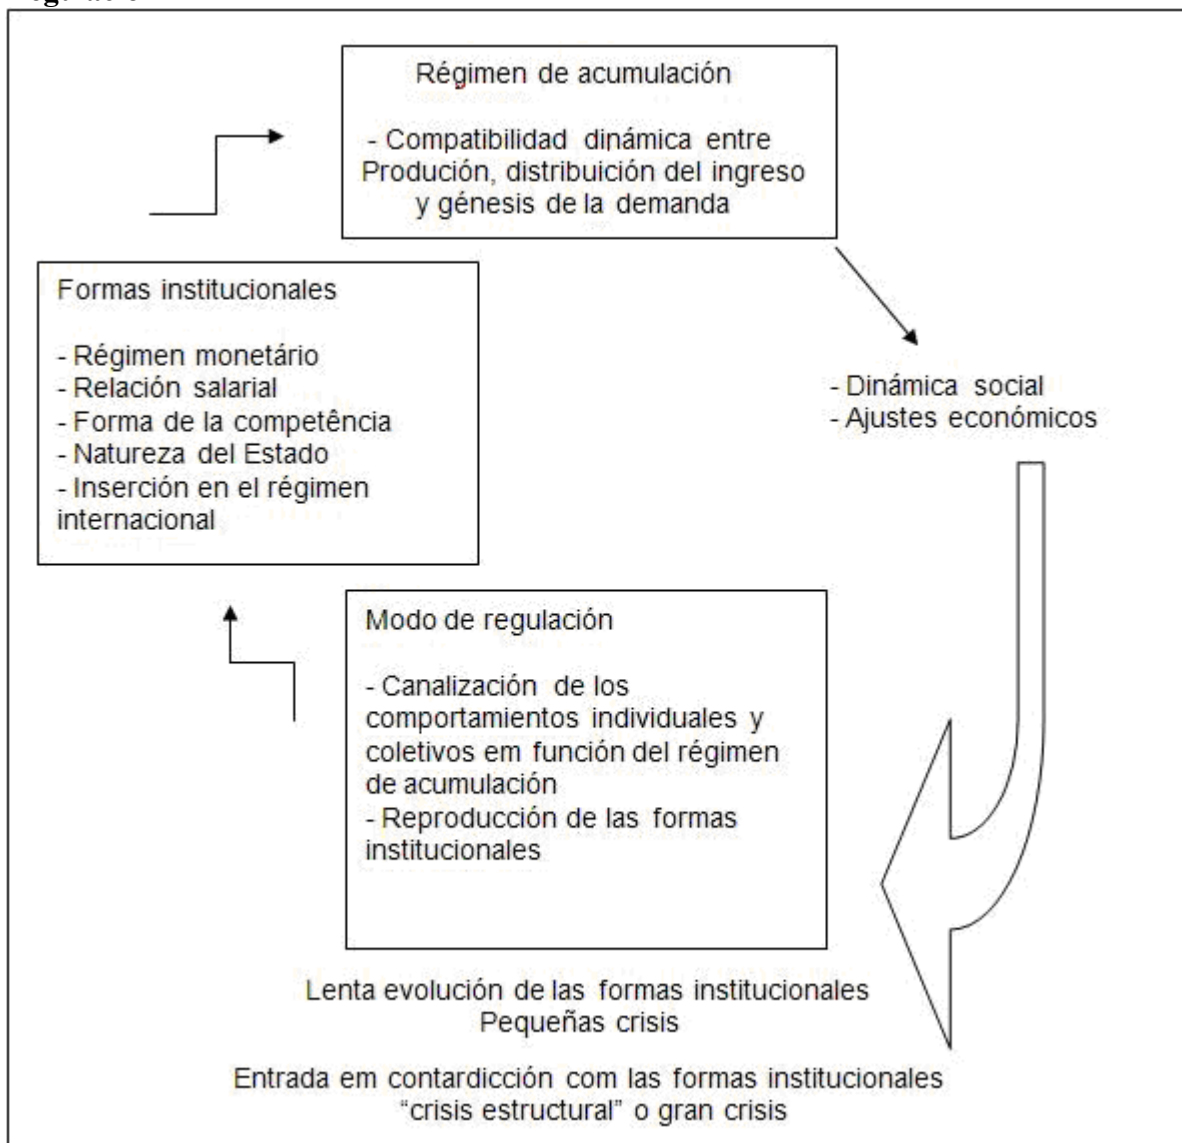 Régimen de acumulación
- Compatibilidad dinámica entre
Produción, distribuición del ingreso
y génesis de la demanda
Formas institucionales
- Régimen monetário
- Relación salarial
- Forma de la competência
- Natureza del Estado
- Inserción en el régimen
internacional
- Dinámica social
- Ajustes económicos
Modo de regulación
- Canalización de los
comportamientos individuales y
coletivos em función del régimen
de acumulación
- Reproducción de las formas
institucionales
Lenta evolución de las formas institucionales
Pequeñas crisis
Entrada em contardicción com las formas institucionales
“crisis estructural” o gran crisis